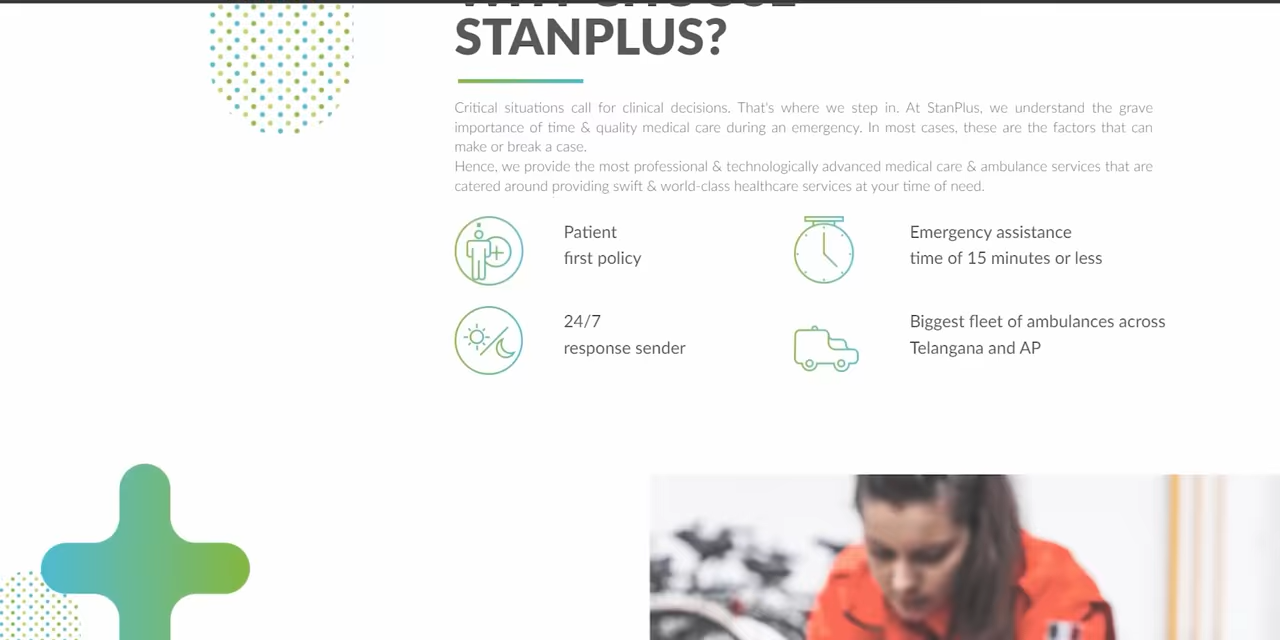 WHY CHOOSE
STANPLUS?
Critical situations call for clinical decisions. That's where we step in. At StanPlus, we understand the grave
importance of time & quality medical care during an emergency. In most cases, these are the factors that can
make or break a case.
Hence, we provide the most professional & technologically advanced medical care & ambulance services that are
catered around providing swift & world-class healthcare services at your time of need.
Patient
first policy
Emergency assistance
time of 15 minutes or less
24/7
response sender
Biggest fleet of ambulances across
Telangana and AP